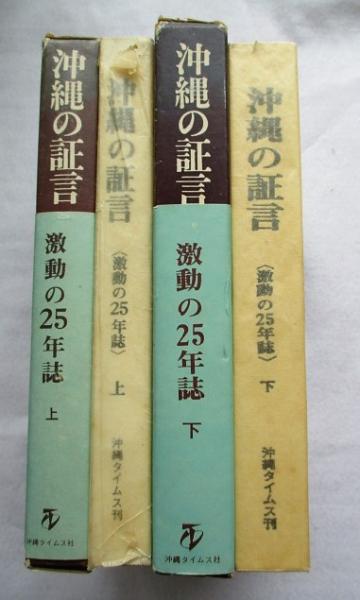 沖縄の証言
激動の25年誌
上
沖縄タイムス社
沖縄の証言
〈激動の25年誌〉
上
沖縄タイムス刊
沖縄の証言
激動の25年誌
下
沖縄タイムス社
沖縄の証言
〈激動の25年誌〉
下
沖縄タイムス刊